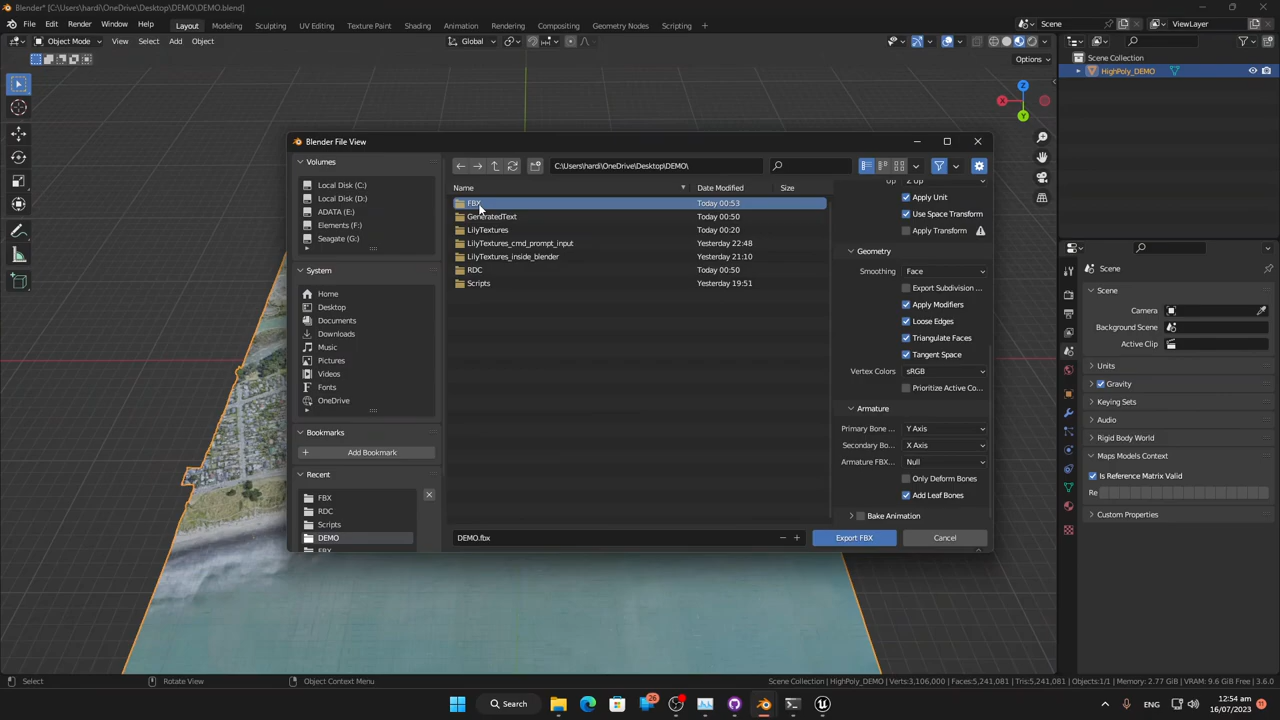 Blender* [C:\Users\hardi\OneDrive\Desktop\DEMO\DEMO.blend]
File Edit Render Window Help Layout Modeling Sculpting UV Editing Texture Paint Shading Animation Rendering Compositing Geometry Nodes Scripting Scene ViewLayer
Object Mode View Select Add Object Global
Options
Scene Collection
HighPoly_DEMO
Z
X
Y
Blender File View
Volumes
Local Disk (C:)
Local Disk (D:)
ADATA (E:)
Elements (F:)
Seagate (G:)
System
Home
Desktop
Documents
Downloads
Music
Pictures
Videos
Fonts
OneDrive
Bookmarks
Add Bookmark
Recent
FBX
RDC
Scripts
DEMO
FBX
C:\Users\hardi\OneDrive\Desktop\DEMO\
Name Date Modified Size
FBX Today 00:53
GeneratedText Today 00:50
LilyTextures Today 00:20
LilyTextures_cmd_prompt_input Yesterday 22:48
LilyTextures_inside_blender Yesterday 21:10
RDC Today 00:50
Scripts Yesterday 19:51
DEMO.fbx
Up Z Up
Apply Unit
Use Space Transform
Apply Transform
Geometry
Smoothing Face
Export Subdivision ...
Apply Modifiers
Loose Edges
Triangulate Faces
Tangent Space
Vertex Colors sRGB
Prioritize Active Co...
Armature
Primary Bone ... Y Axis
Secondary Bo... X Axis
Armature FBX... Null
Only Deform Bones
Add Leaf Bones
Bake Animation
Export FBX Cancel
Scene
Scene
Camera
Background Scene
Active Clip
Units
Gravity
Keying Sets
Audio
Rigid Body World
Maps Models Context
Is Reference Matrix Valid
Re
Custom Properties
Select Rotate View Object Context Menu
Scene Collection | HighPoly_DEMO | Verts:3,106,000 | Faces:5,241,081 | Tris:5,241,081 | Objects:1/1 | Memory: 2.77 GiB | VRAM: 9.6 GiB Free | 3.6.0
Search
26
ENG
12:54 am
16/07/2023